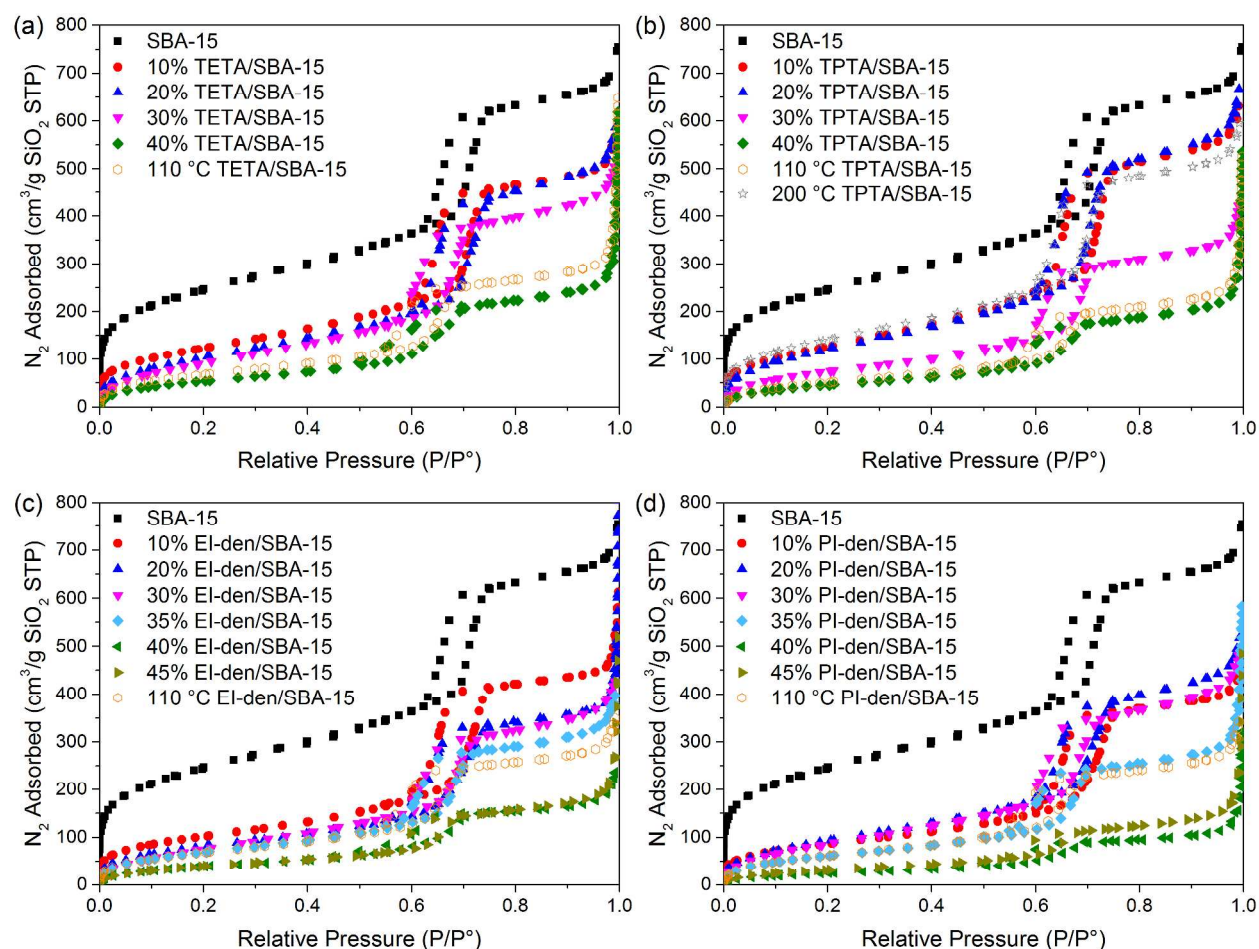 (a)
800
700
600
500
400
300
200
100
0
N₂ Adsorbed (cm³/g SiO₂ STP)
SBA-15
10% TETA/SBA-15
20% TETA/SBA-15
30% TETA/SBA-15
40% TETA/SBA-15
110 °C TETA/SBA-15
0.0 0.2 0.4 0.6 0.8 1.0
Relative Pressure (P/P°)
(b)
800
700
600
500
400
300
200
100
0
N₂ Adsorbed (cm³/g SiO₂ STP)
SBA-15
10% TPTA/SBA-15
20% TPTA/SBA-15
30% TPTA/SBA-15
40% TPTA/SBA-15
110 °C TPTA/SBA-15
200 °C TPTA/SBA-15
0.0 0.2 0.4 0.6 0.8 1.0
Relative Pressure (P/P°)
(c)
800
700
600
500
400
300
200
100
0
N₂ Adsorbed (cm³/g SiO₂ STP)
SBA-15
10% EI-den/SBA-15
20% EI-den/SBA-15
30% EI-den/SBA-15
35% EI-den/SBA-15
40% EI-den/SBA-15
45% EI-den/SBA-15
110 °C EI-den/SBA-15
0.0 0.2 0.4 0.6 0.8 1.0
Relative Pressure (P/P°)
(d)
800
700
600
500
400
300
200
100
0
N₂ Adsorbed (cm³/g SiO₂ STP)
SBA-15
10% PI-den/SBA-15
20% PI-den/SBA-15
30% PI-den/SBA-15
35% PI-den/SBA-15
40% PI-den/SBA-15
45% PI-den/SBA-15
110 °C PI-den/SBA-15
0.0 0.2 0.4 0.6 0.8 1.0
Relative Pressure (P/P°)